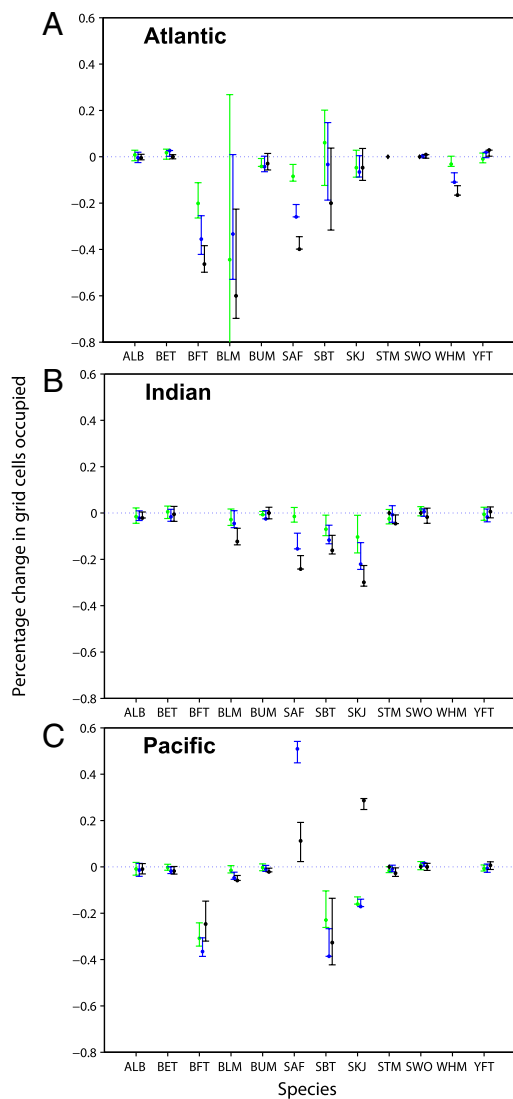 A
Atlantic
0.6
0.4
0.2
0
−0.2
−0.4
−0.6
−0.8
ALB BET BFT BLM BUM SAF SBT SKJ STM SWO WHM YFT
B
Indian
0.6
0.4
0.2
0
−0.2
−0.4
−0.6
−0.8
ALB BET BFT BLM BUM SAF SBT SKJ STM SWO WHM YFT
Percentage change in grid cells occupied
C
Pacific
0.6
0.4
0.2
0
−0.2
−0.4
−0.6
−0.8
ALB BET BFT BLM BUM SAF SBT SKJ STM SWO WHM YFT
Species